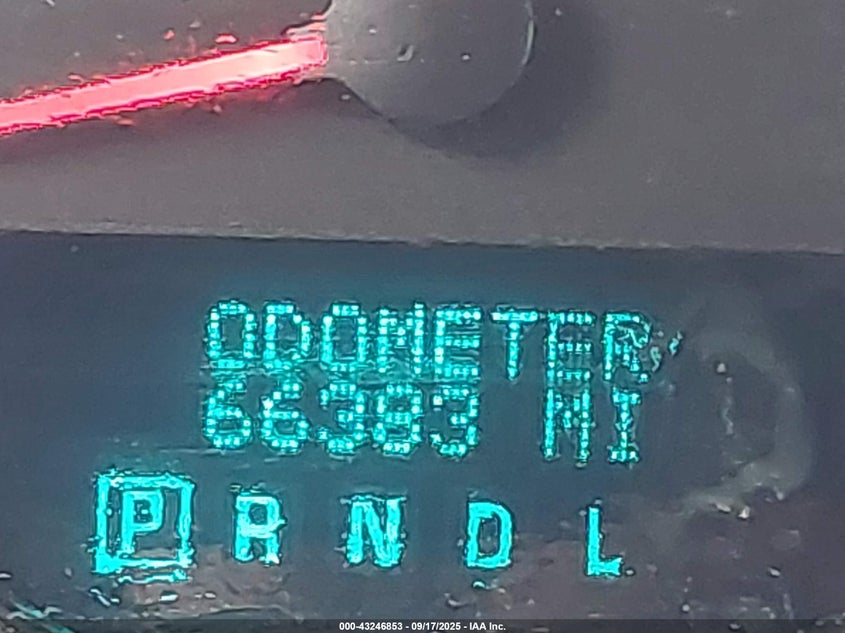 ODOMETER
66383 MI
P R N D L
000-43246853 - 09/17/2025 - IAA Inc.